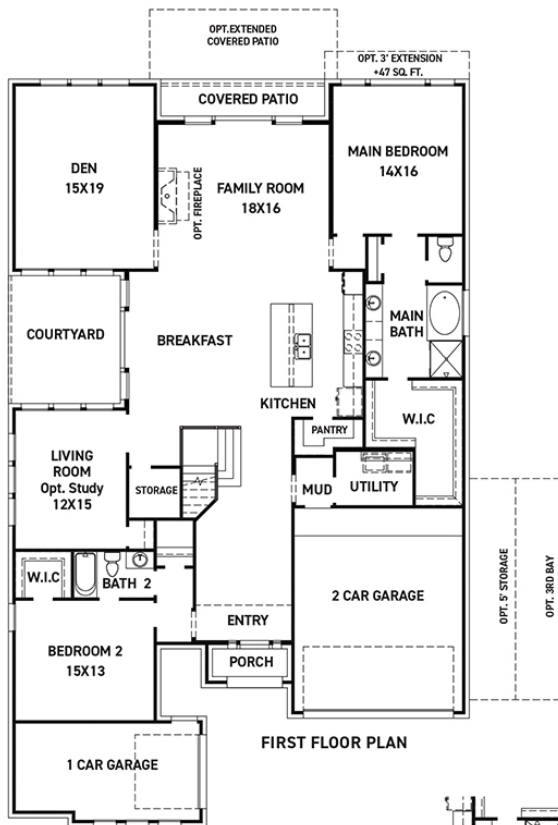 OPT.EXTENDED
COVERED PATIO
OPT. 3' EXTENSION
+47 SQ. FT.
COVERED PATIO
DEN
15X19
OPT. FIREPLACE
FAMILY ROOM
18X16
MAIN BEDROOM
14X16
COURTYARD
BREAKFAST
MAIN
BATH
KITCHEN
W.I.C
PANTRY
LIVING
ROOM
Opt. Study
12X15
STORAGE
MUD
UTILITY
W.I.C
BATH 2
2 CAR GARAGE
OPT. 5' STORAGE
OPT. 3RD BAY
ENTRY
BEDROOM 2
15X13
PORCH
1 CAR GARAGE
FIRST FLOOR PLAN